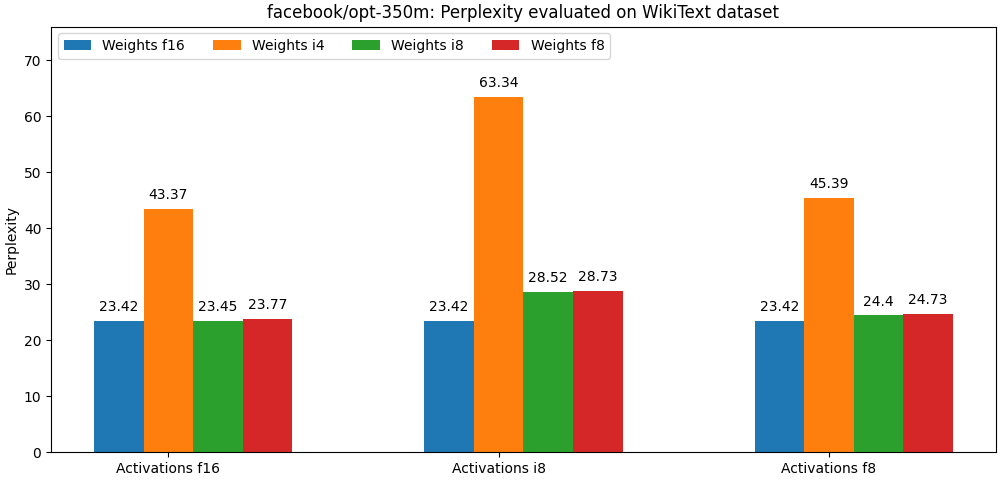 facebook/opt-350m: Perplexity evaluated on WikiText dataset
Weights f16 Weights i4 Weights i8 Weights f8
Perplexity
70
60
50
40
30
20
10
0
23.42 43.37 23.45 23.77
23.42 63.34 28.52 28.73
23.42 45.39 24.4 24.73
Activations f16 Activations i8 Activations f8